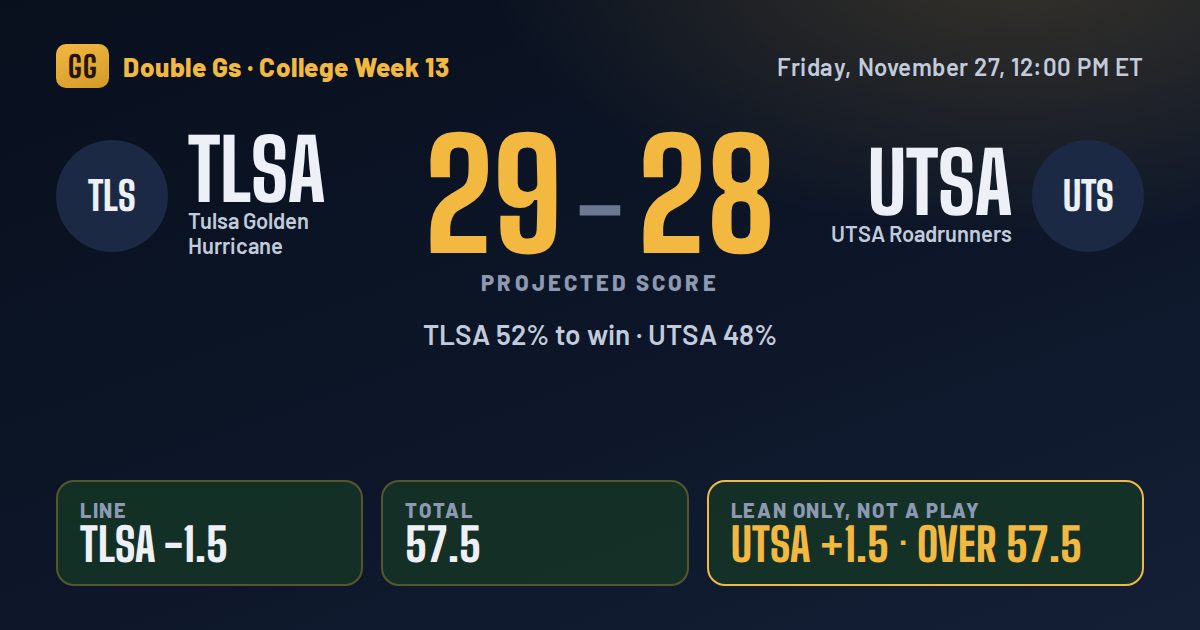 GG Double Gs · College Week 13
Friday, November 27, 12:00 PM ET
TLS
TLSA
Tulsa Golden
Hurricane
29 – 28
PROJECTED SCORE
TLSA 52% to win · UTSA 48%
UTSA
UTSA Roadrunners
UTS
LINE
TLSA −1.5
TOTAL
57.5
LEAN ONLY, NOT A PLAY
UTSA +1.5 · OVER 57.5